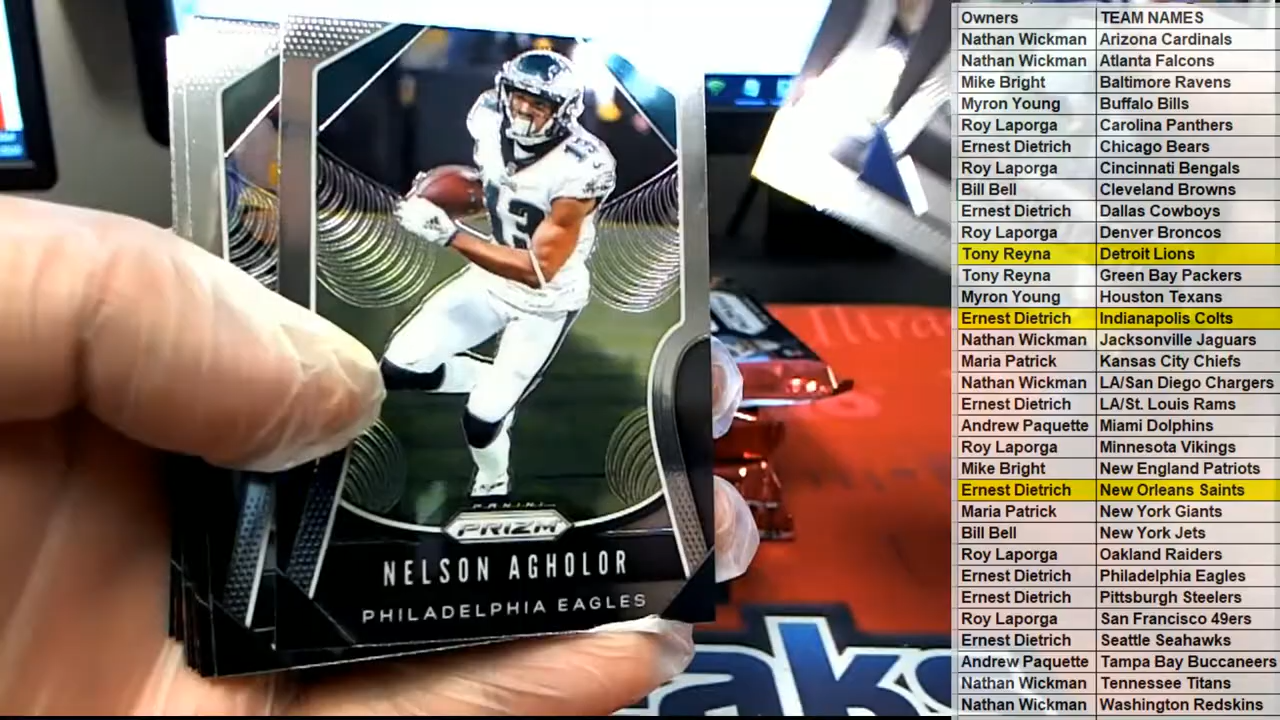 13
13
PANINI
PRIZM
NELSON AGHOLOR
PHILADELPHIA EAGLES
aks
Owners TEAM NAMES
Nathan Wickman Arizona Cardinals
Nathan Wickman Atlanta Falcons
Mike Bright Baltimore Ravens
Myron Young Buffalo Bills
Roy Laporga Carolina Panthers
Ernest Dietrich Chicago Bears
Roy Laporga Cincinnati Bengals
Bill Bell Cleveland Browns
Ernest Dietrich Dallas Cowboys
Roy Laporga Denver Broncos
Tony Reyna Detroit Lions
Tony Reyna Green Bay Packers
Myron Young Houston Texans
Ernest Dietrich Indianapolis Colts
Nathan Wickman Jacksonville Jaguars
Maria Patrick Kansas City Chiefs
Nathan Wickman LA/San Diego Chargers
Ernest Dietrich LA/St. Louis Rams
Andrew Paquette Miami Dolphins
Roy Laporga Minnesota Vikings
Mike Bright New England Patriots
Ernest Dietrich New Orleans Saints
Maria Patrick New York Giants
Bill Bell New York Jets
Roy Laporga Oakland Raiders
Ernest Dietrich Philadelphia Eagles
Ernest Dietrich Pittsburgh Steelers
Roy Laporga San Francisco 49ers
Ernest Dietrich Seattle Seahawks
Andrew Paquette Tampa Bay Buccaneers
Nathan Wickman Tennessee Titans
Nathan Wickman Washington Redskins